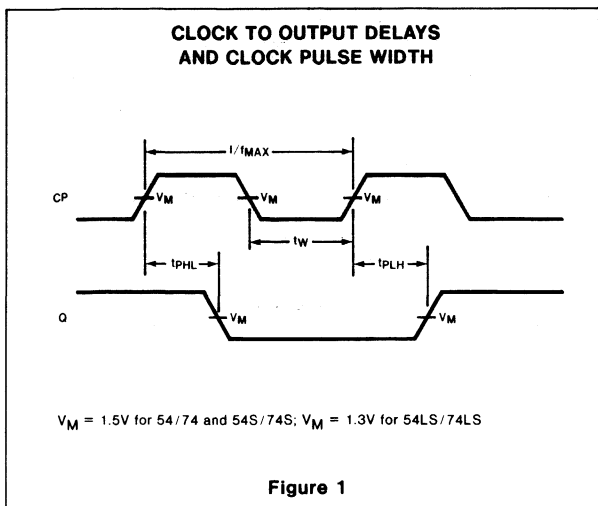 CLOCK TO OUTPUT DELAYS
AND CLOCK PULSE WIDTH
1/fMAX
CP
VM
VM
VM
tW
tPHL
tPLH
Q
VM
VM
VM = 1.5V for 54/74 and 54S/74S; VM = 1.3V for 54LS/74LS
Figure 1